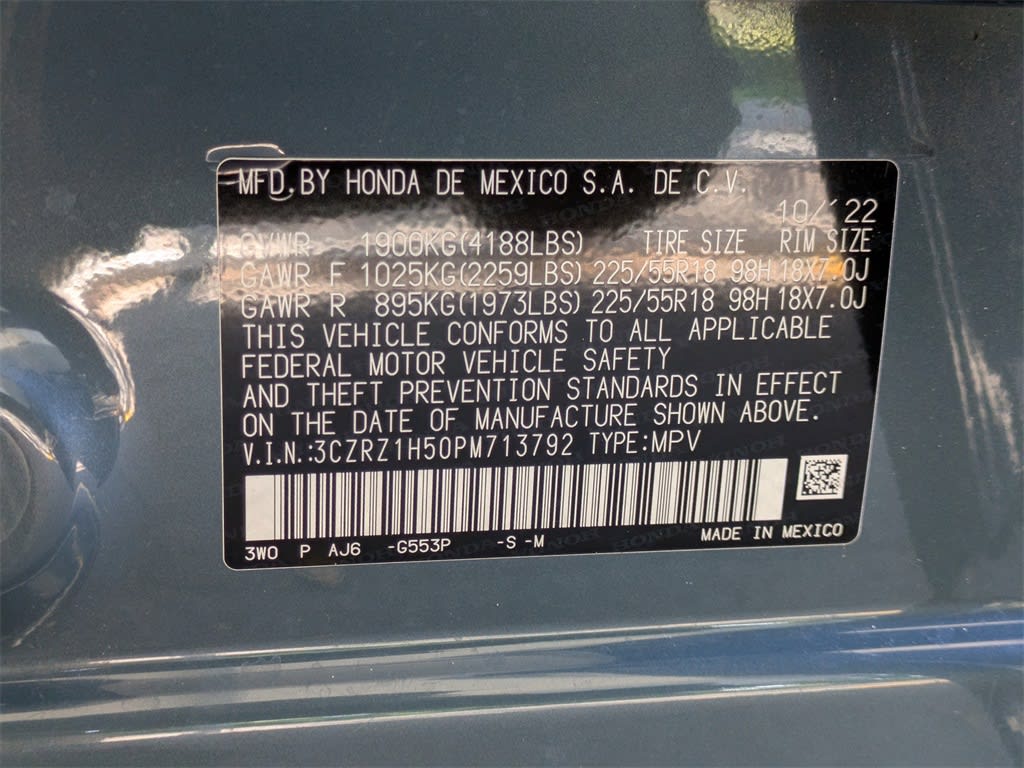 MFD.BY HONDA DE MEXICO S.A. DE C.V.
10/'22
GVWR 1900KG(4188LBS) TIRE SIZE RIM SIZE
GAWR F 1025KG(2259LBS) 225/55R18 98H 18X7.0J
GAWR R 895KG(1973LBS) 225/55R18 98H 18X7.0J
THIS VEHICLE CONFORMS TO ALL APPLICABLE
FEDERAL MOTOR VEHICLE SAFETY
AND THEFT PREVENTION STANDARDS IN EFFECT
ON THE DATE OF MANUFACTURE SHOWN ABOVE.
V.I.N.:3CZRZ1H50PM713792 TYPE:MPV
3W0 P AJ6 -G553P -S -M MADE IN MEXICO